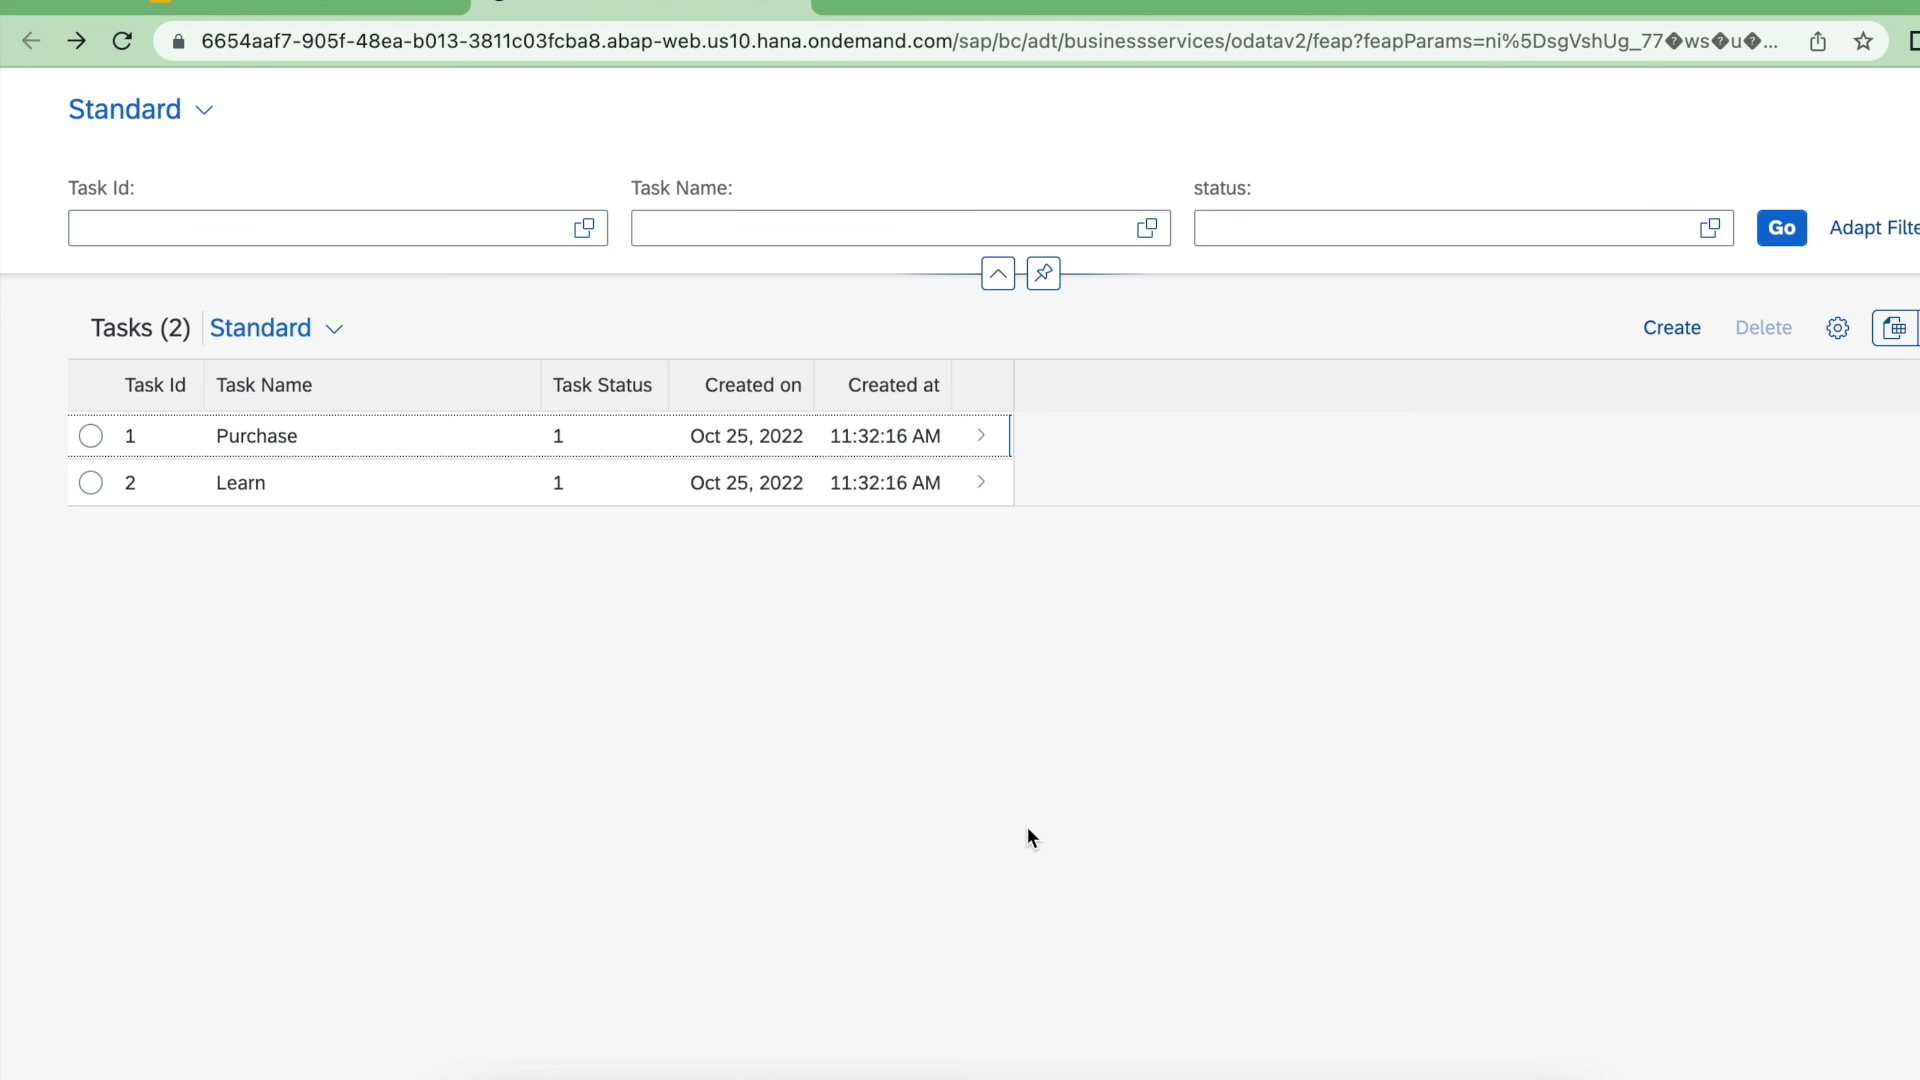 6654aaf7-905f-48ea-b013-3811c03fcba8.abap-web.us10.hana.ondemand.com/sap/bc/adt/businessservices/odatav2/feap?feapParams=ni%5DsgVshUg_77�ws�u�...
Standard
Task Id: Task Name: status:
Go Adapt Filte
Tasks (2) Standard Create Delete
Task Id Task Name Task Status Created on Created at
1 Purchase 1 Oct 25, 2022 11:32:16 AM
2 Learn 1 Oct 25, 2022 11:32:16 AM